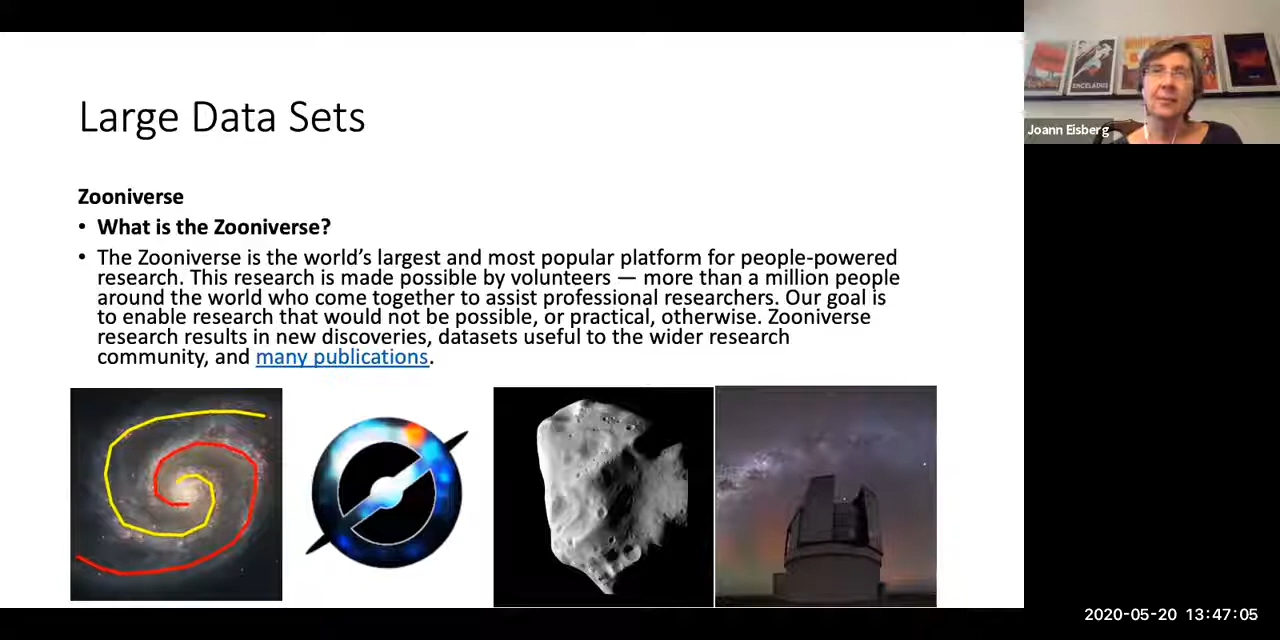 Large Data Sets
Zooniverse
• What is the Zooniverse?
• The Zooniverse is the world’s largest and most popular platform for people-powered
research. This research is made possible by volunteers — more than a million people
around the world who come together to assist professional researchers. Our goal is
to enable research that would not be possible, or practical, otherwise. Zooniverse
research results in new discoveries, datasets useful to the wider research
community, and many publications.
ENCELADUS
Joann Eisberg
2020-05-20 13:47:05